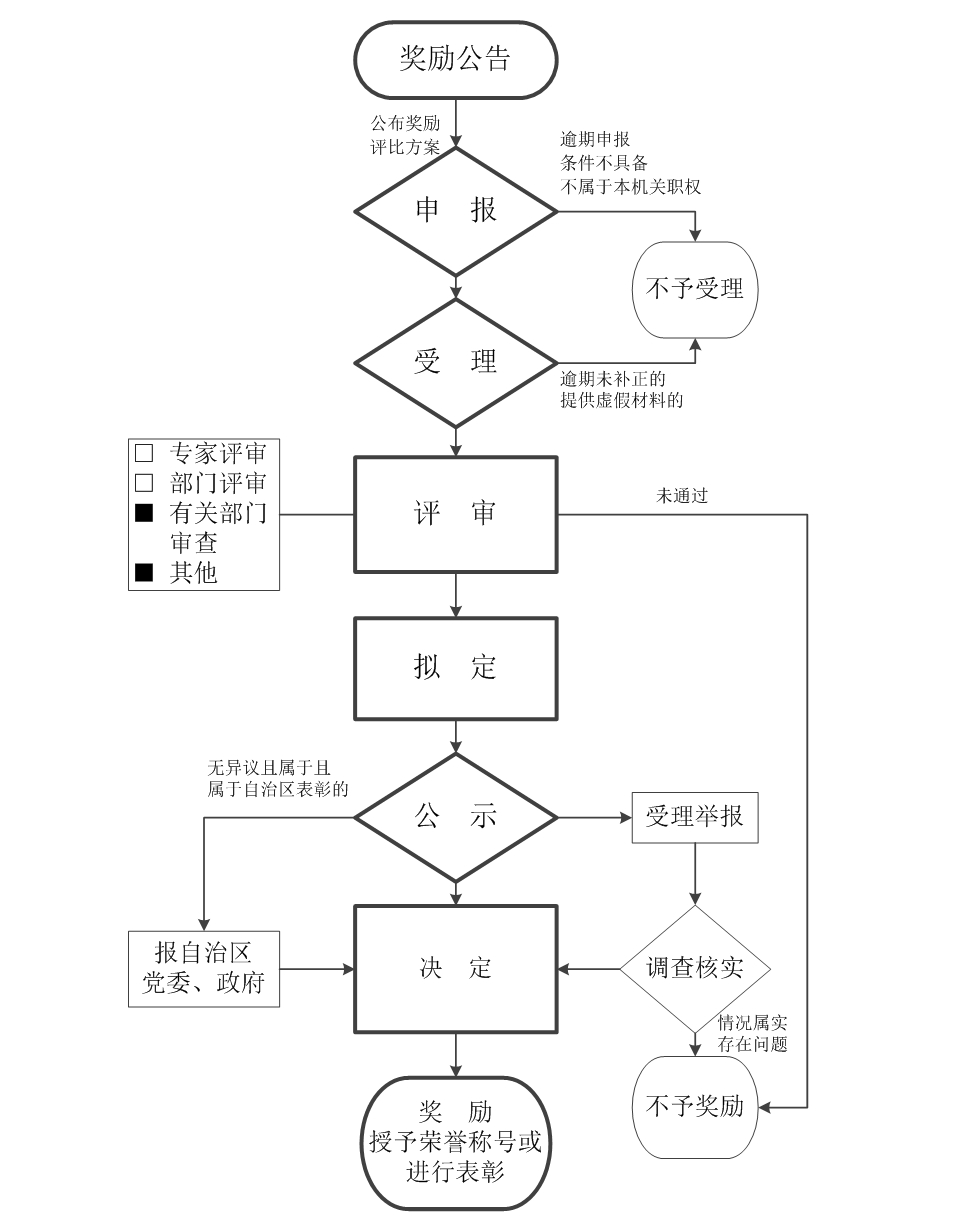 奖励公告
公布奖励
评比方案
逾期申报
条件不具备
不属于本机关职权
申 报
不予受理
受 理
逾期未补正的
提供虚假材料的
专家评审
部门评审
有关部门
审查
其他
评 审
未通过
拟 定
无异议且属于且
属于自治区表彰的
公 示
受理举报
报自治区
党委、政府
决 定
调查核实
情况属实
存在问题
不予奖励
奖 励
授予荣誉称号或
进行表彰